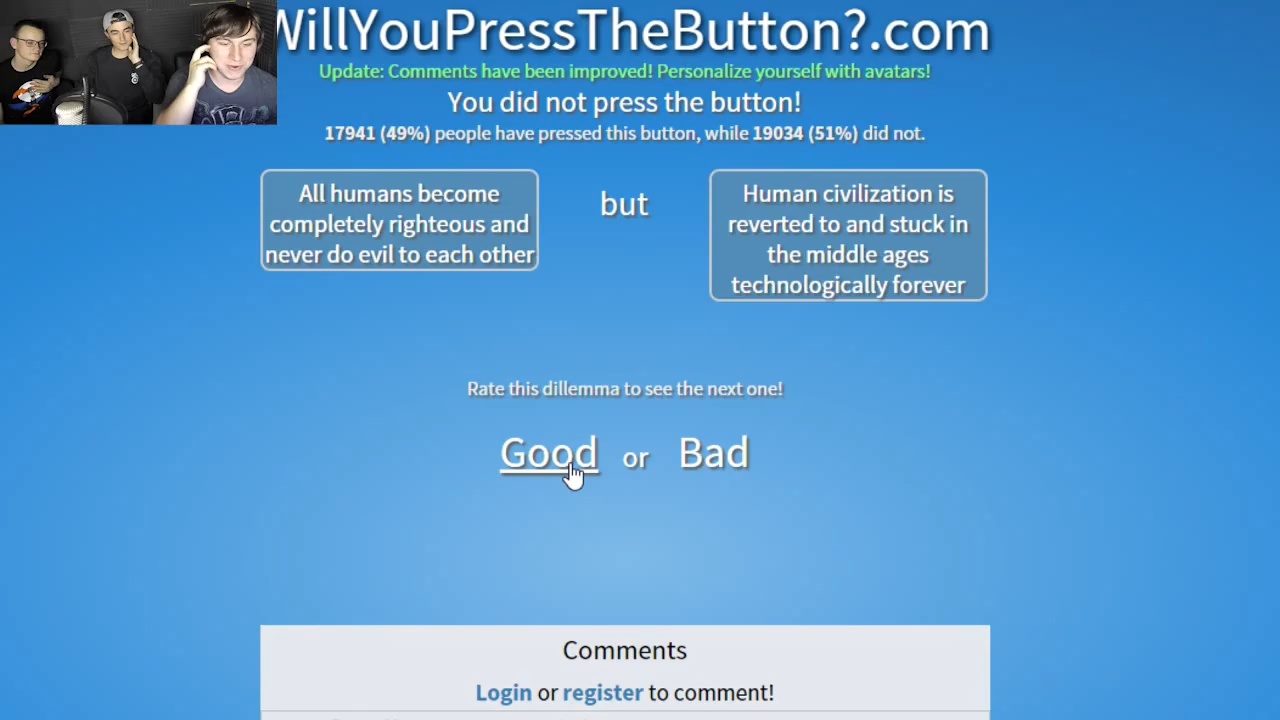 WillYouPressTheButton?.com
Update: Comments have been improved! Personalize yourself with avatars!
You did not press the button!
17941 (49%) people have pressed this button, while 19034 (51%) did not.
All humans become
completely righteous and
never do evil to each other
but
Human civilization is
reverted to and stuck in
the middle ages
technologically forever
Rate this dillemma to see the next one!
Good or Bad
Comments
Login or register to comment!